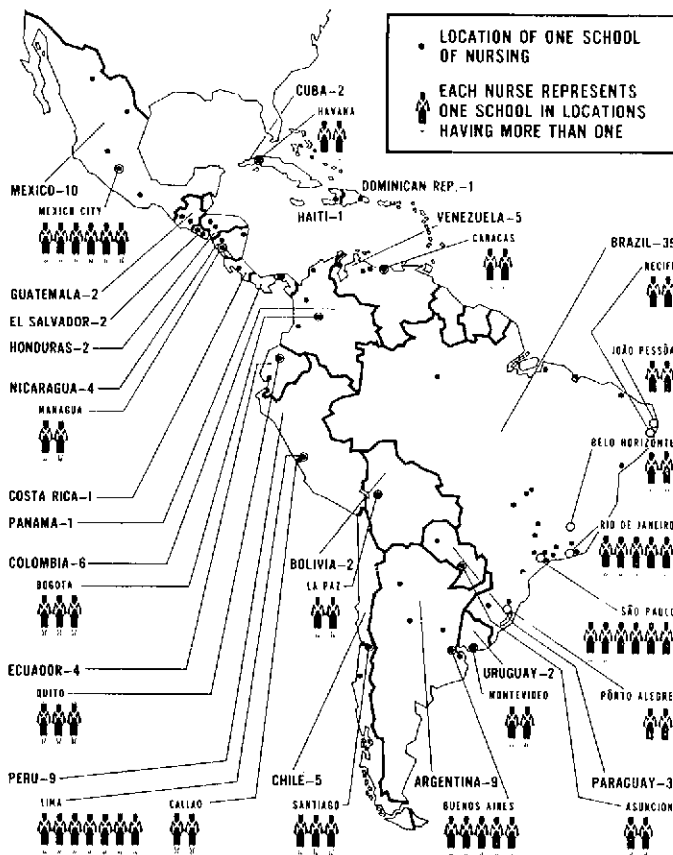 LOCATION OF ONE SCHOOL
OF NURSING
EACH NURSE REPRESENTS
ONE SCHOOL IN LOCATIONS
HAVING MORE THAN ONE
CUBA-2
HAVANA
MEXICO-10
MEXICO CITY
DOMINICAN REP.-1
HAITI-1
VENEZUELA-5
CARACAS
BRAZIL-39
RECIFE
GUATEMALA-2
EL SALVADOR-2
HONDURAS-2
JOÃO PESSÔA
NICARAGUA-4
MANAGUA
BELO HORIZONTE
COSTA RICA-1
PANAMA-1
RIO DE JANEIRO
COLOMBIA-6
BOGOTA
BOLIVIA-2
LA PAZ
SÃO PAULO
ECUADOR-4
QUITO
URUGUAY-2
MONTEVIDEO
PÔRTO ALEGRE
PERU-9
LIMA
CALLAO
CHILE-5
SANTIAGO
ARGENTINA-9
BUENOS AIRES
PARAGUAY-3
ASUNCION